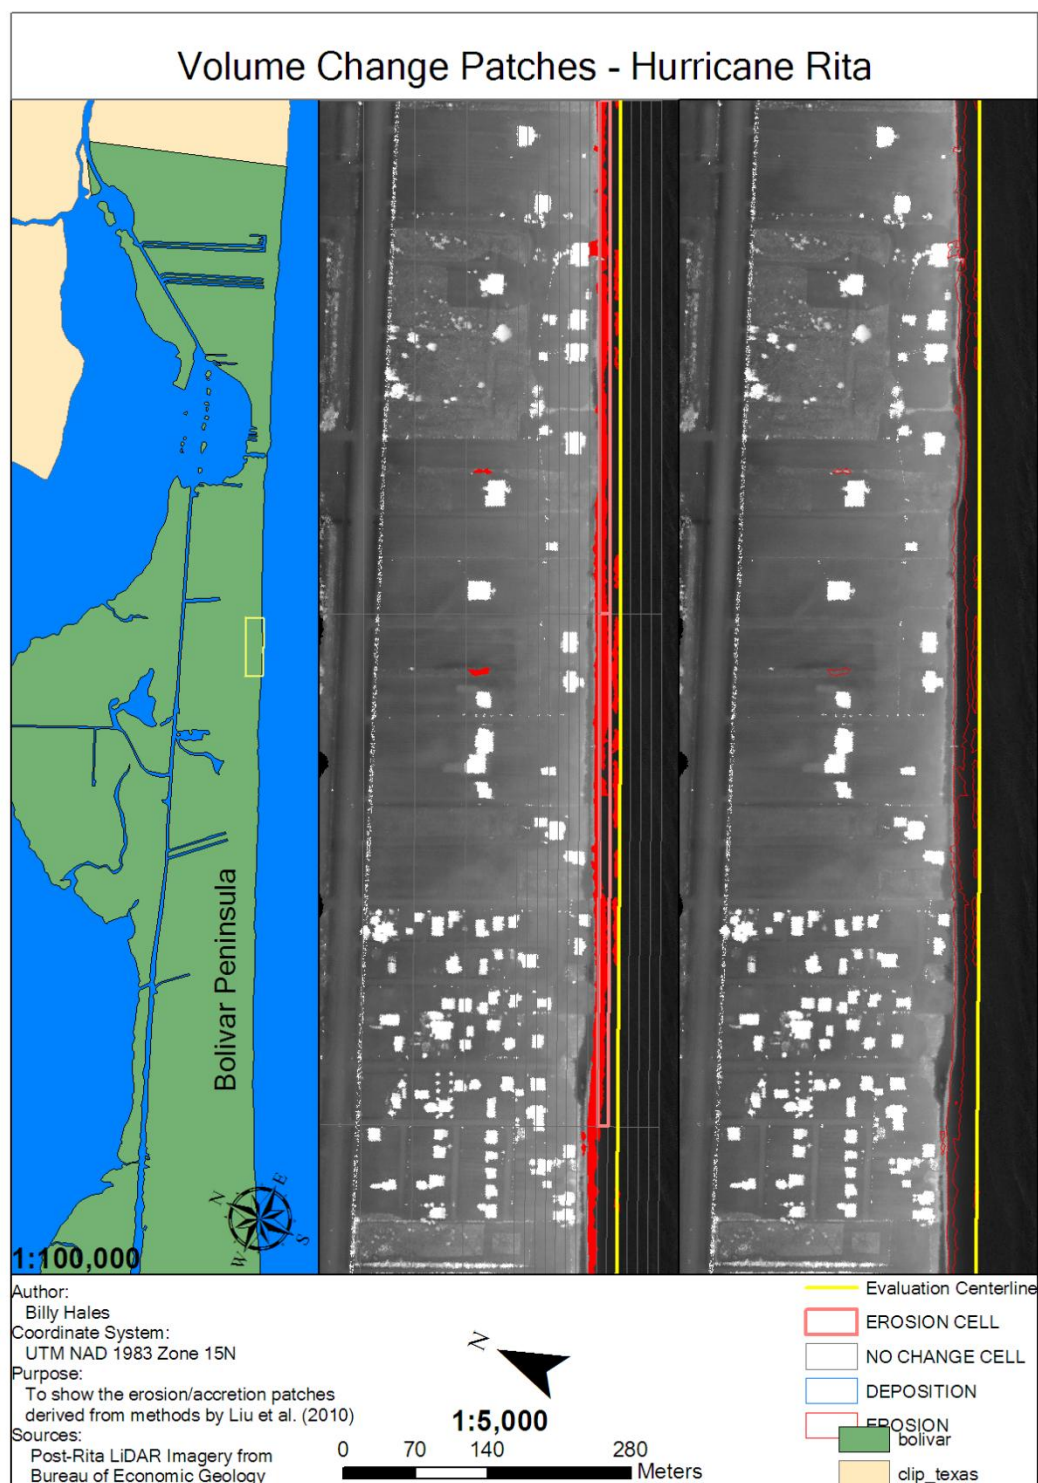 Volume Change Patches - Hurricane Rita
Bolivar Peninsula
N
E
W
S
1:100,000
Author:
Billy Hales
Coordinate System:
UTM NAD 1983 Zone 15N
Purpose:
To show the erosion/accretion patches
derived from methods by Liu et al. (2010)
Sources:
Post-Rita LiDAR Imagery from
Bureau of Economic Geology
N
1:5,000
0 70 140 280
Meters
Evaluation Centerline
EROSION CELL
NO CHANGE CELL
DEPOSITION
EROSION
bolivar
clip_texas